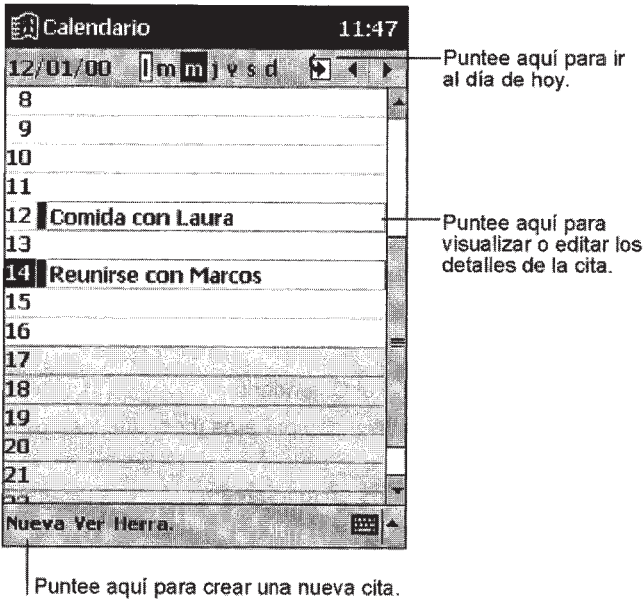 Calendario 11:47
12/01/00 l m m j v s d
Puntee aquí para ir
al día de hoy.
8
9
10
11
12 Comida con Laura
Puntee aquí para
visualizar o editar los
detalles de la cita.
13
14 Reunirse con Marcos
15
16
17
18
19
20
21
22
Nueva Ver Herra.
Puntee aquí para crear una nueva cita.